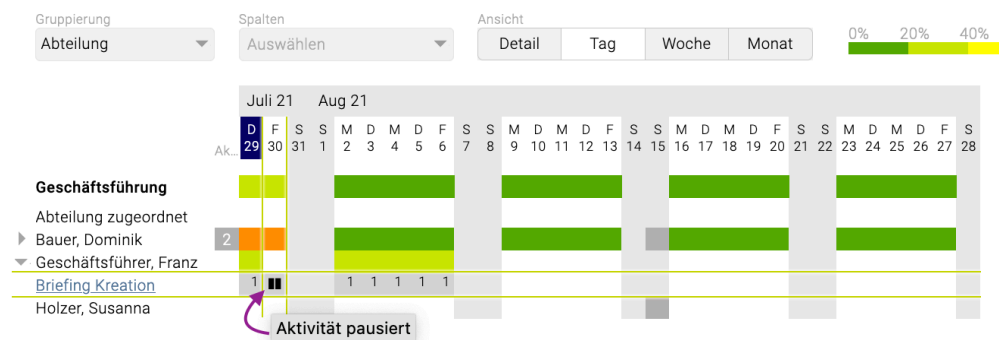 Gruppierung Spalten Ansicht
Abteilung Auswählen Detail Tag Woche Monat 0% 20% 40%
Juli 21 Aug 21
D F S S M D M D F S S M D M D F S S M D M D F S S M D M D F S
Ak... 29 30 31 1 2 3 4 5 6 7 8 9 10 11 12 13 14 15 16 17 18 19 20 21 22 23 24 25 26 27 28
Geschäftsführung
Abteilung zugeordnet
Bauer, Dominik 2
Geschäftsführer, Franz
Briefing Kreation 1 1 1 1 1 1
Holzer, Susanna
Aktivität pausiert